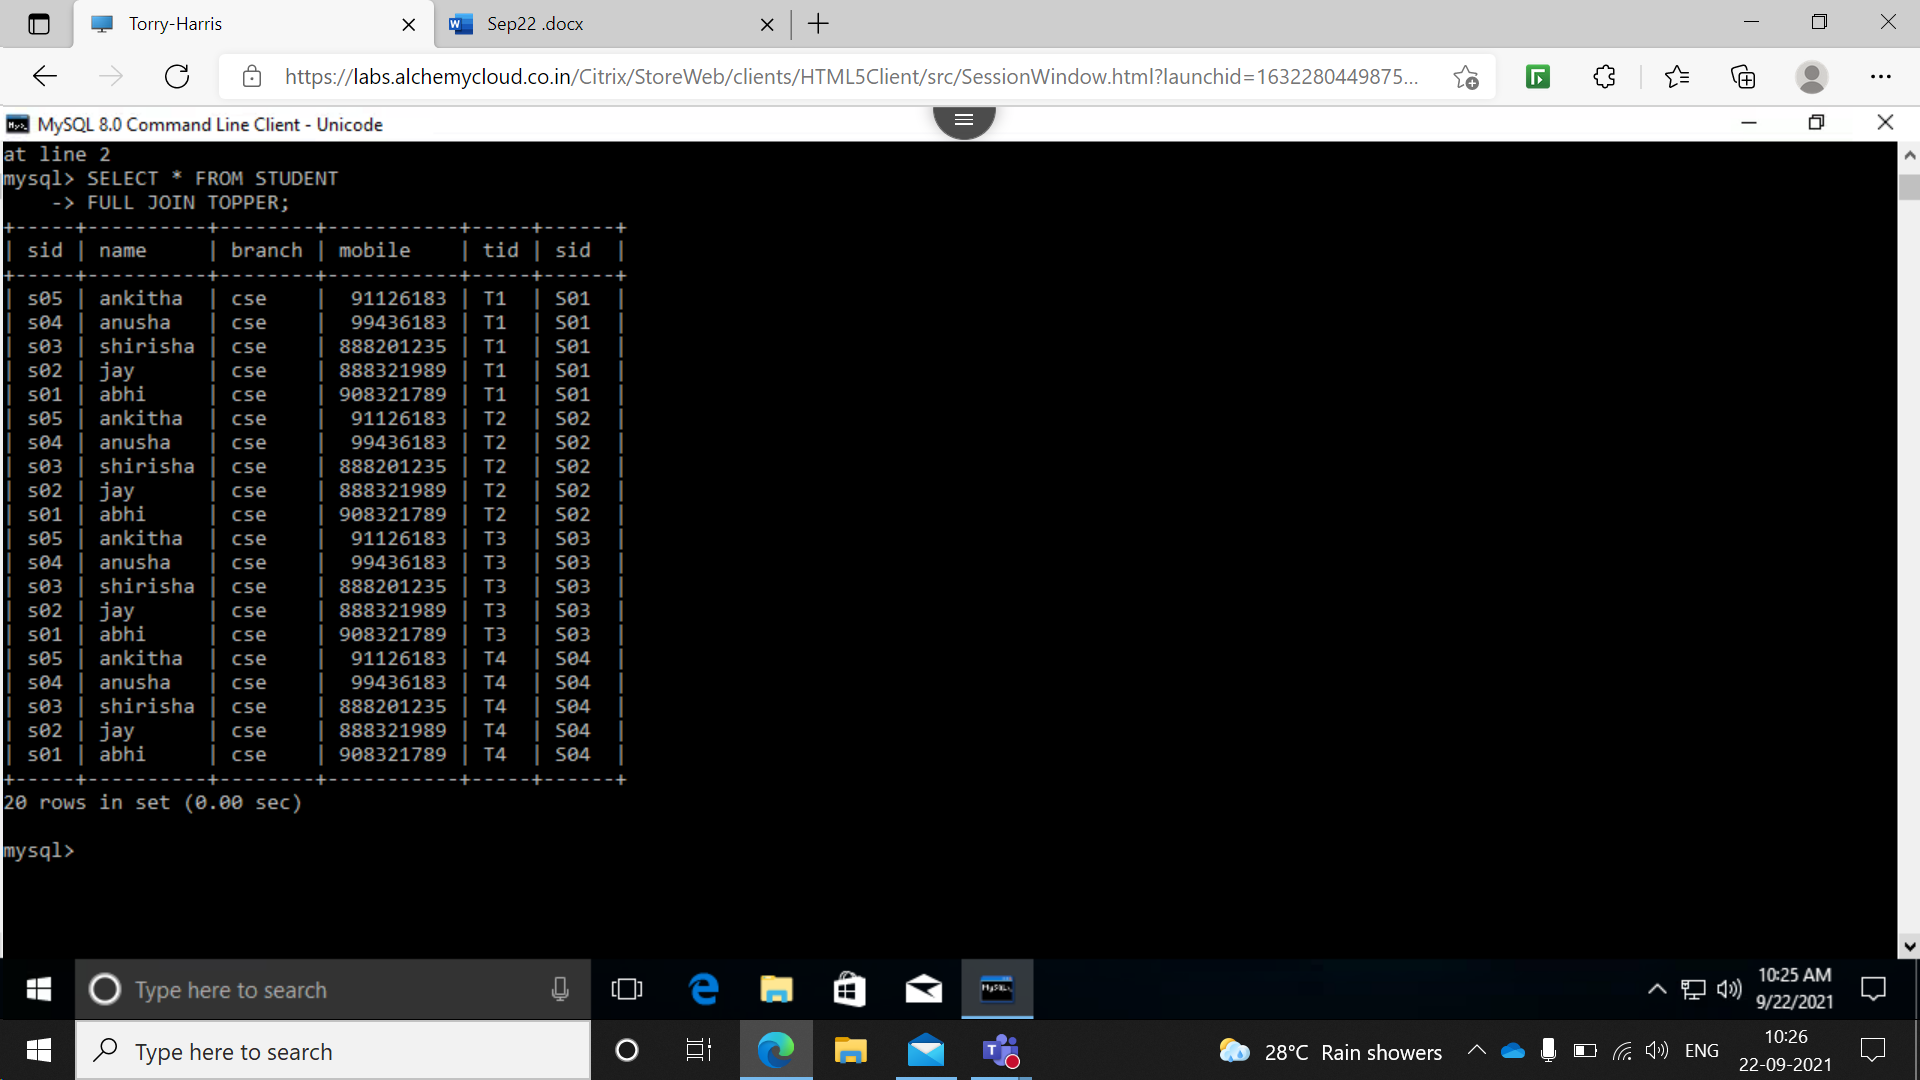 Torry-Harris
Sep22 .docx
https://labs.alchemycloud.co.in/Citrix/StoreWeb/clients/HTML5Client/src/SessionWindow.html?launchid=1632280449875...
MySQL 8.0 Command Line Client - Unicode
at line 2
mysql> SELECT * FROM STUDENT
    -> FULL JOIN TOPPER;
+-----+----------+--------+-----------+-----+------+
| sid | name     | branch | mobile    | tid | sid  |
+-----+----------+--------+-----------+-----+------+
| s05 | ankitha  | cse    |  91126183 | T1  | S01  |
| s04 | anusha   | cse    |  99436183 | T1  | S01  |
| s03 | shirisha | cse    | 888201235 | T1  | S01  |
| s02 | jay      | cse    | 888321989 | T1  | S01  |
| s01 | abhi     | cse    | 908321789 | T1  | S01  |
| s05 | ankitha  | cse    |  91126183 | T2  | S02  |
| s04 | anusha   | cse    |  99436183 | T2  | S02  |
| s03 | shirisha | cse    | 888201235 | T2  | S02  |
| s02 | jay      | cse    | 888321989 | T2  | S02  |
| s01 | abhi     | cse    | 908321789 | T2  | S02  |
| s05 | ankitha  | cse    |  91126183 | T3  | S03  |
| s04 | anusha   | cse    |  99436183 | T3  | S03  |
| s03 | shirisha | cse    | 888201235 | T3  | S03  |
| s02 | jay      | cse    | 888321989 | T3  | S03  |
| s01 | abhi     | cse    | 908321789 | T3  | S03  |
| s05 | ankitha  | cse    |  91126183 | T4  | S04  |
| s04 | anusha   | cse    |  99436183 | T4  | S04  |
| s03 | shirisha | cse    | 888201235 | T4  | S04  |
| s02 | jay      | cse    | 888321989 | T4  | S04  |
| s01 | abhi     | cse    | 908321789 | T4  | S04  |
+-----+----------+--------+-----------+-----+------+
20 rows in set (0.00 sec)
mysql>
Type here to search
10:25 AM
9/22/2021
Type here to search
28°C Rain showers
ENG
10:26
22-09-2021